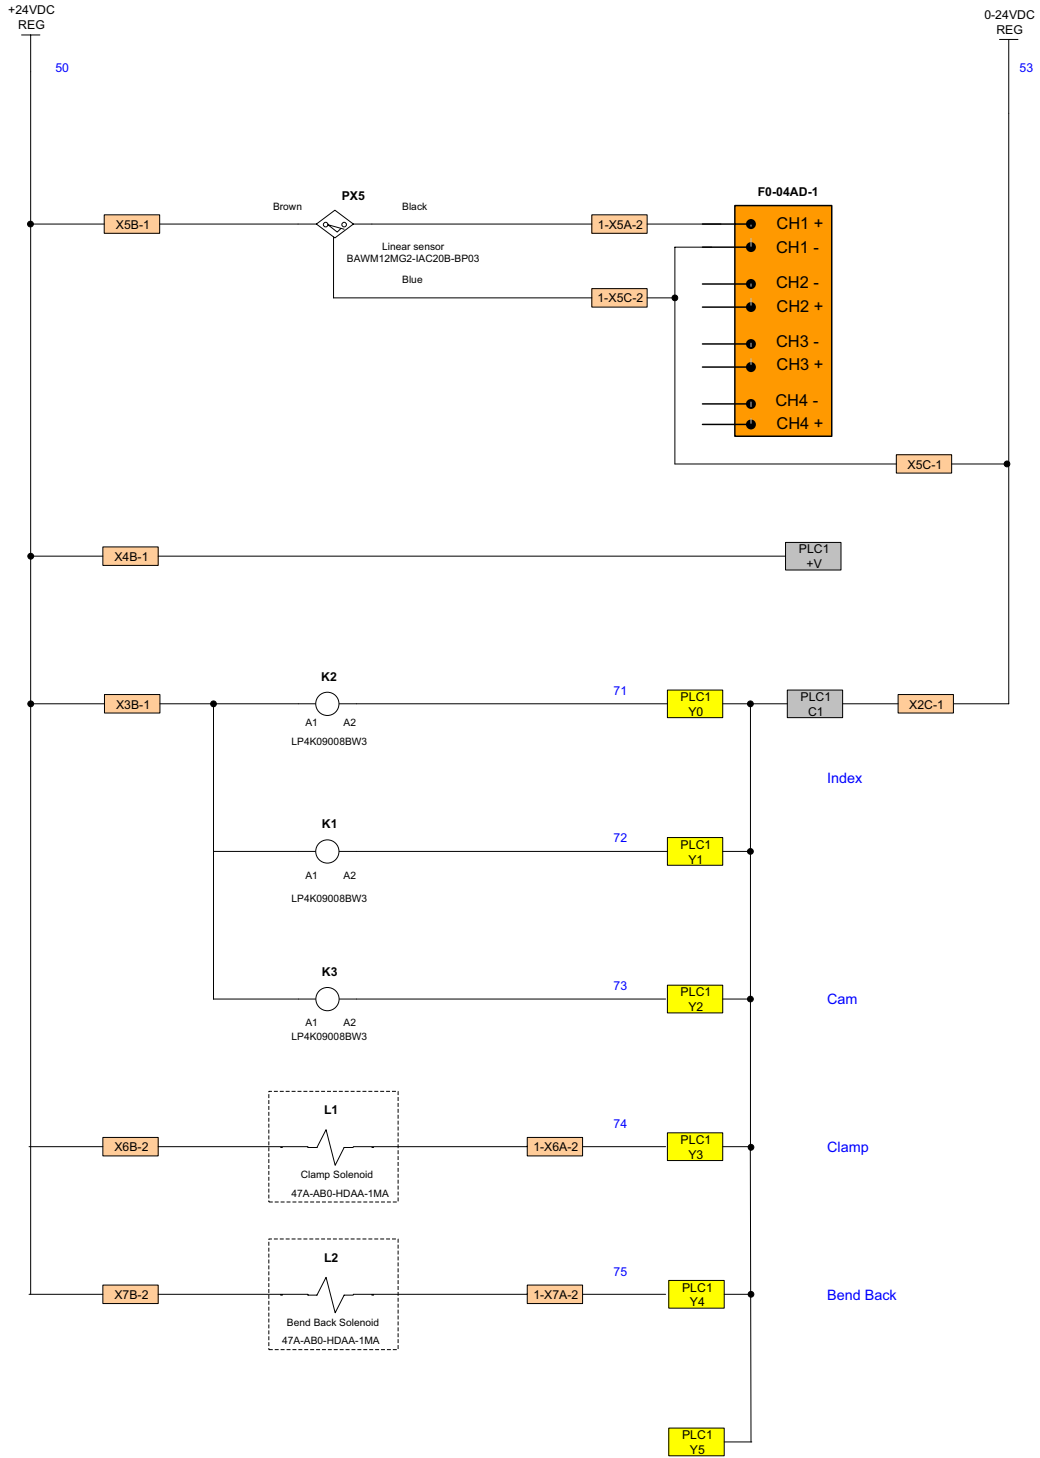 +24VDC
REG
0-24VDC
REG
50
53
PX5
F0-04AD-1
Brown
Black
X5B-1
1-X5A-2
CH1 +
CH1 -
Linear sensor
BAWM12MG2-IAC20B-BP03
Blue
1-X5C-2
CH2 -
CH2 +
CH3 -
CH3 +
CH4 -
CH4 +
X5C-1
X4B-1
PLC1
+V
K2
71
X3B-1
PLC1
Y0
PLC1
C1
X2C-1
A1 A2
LP4K09008BW3
Index
K1
72
PLC1
Y1
A1 A2
LP4K09008BW3
K3
73
PLC1
Y2
Cam
A1 A2
LP4K09008BW3
L1
74
X6B-2
1-X6A-2
PLC1
Y3
Clamp
Clamp Solenoid
47A-AB0-HDAA-1MA
L2
75
X7B-2
1-X7A-2
PLC1
Y4
Bend Back
Bend Back Solenoid
47A-AB0-HDAA-1MA
PLC1
Y5